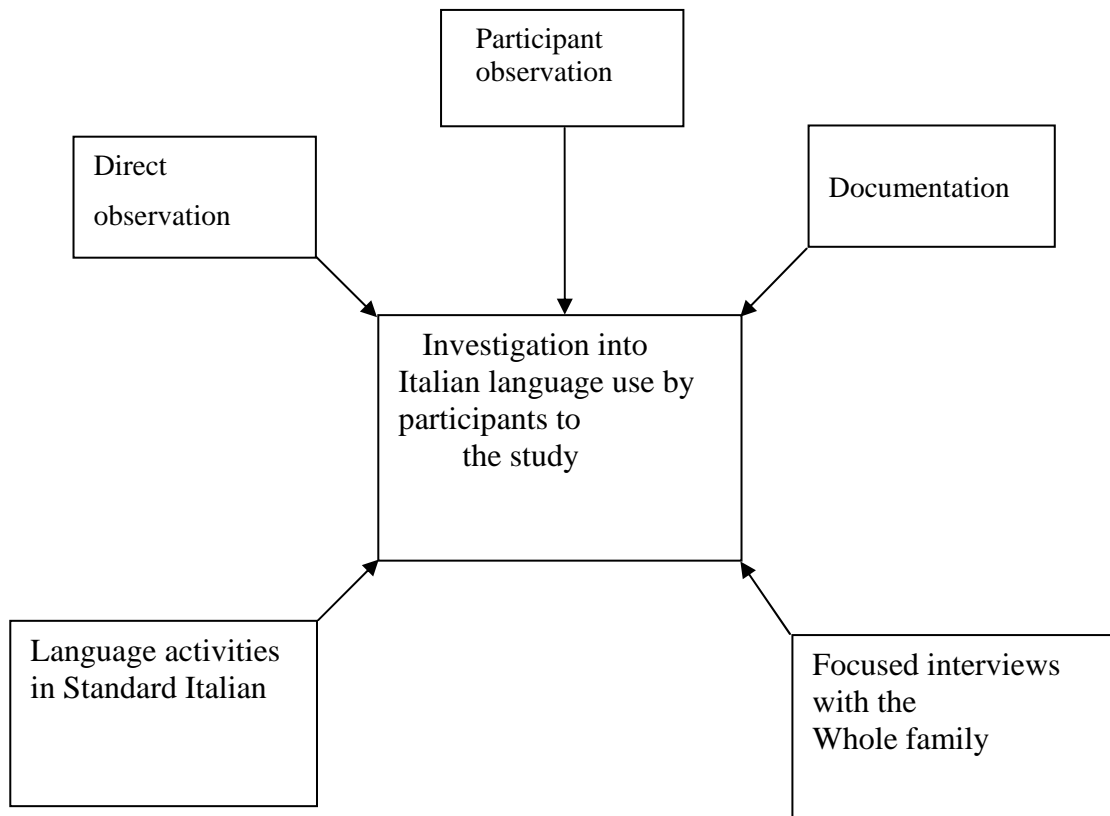 Participant
observation
Direct
observation
Documentation
Investigation into
Italian language use by
participants to
the study
Language activities
in Standard Italian
Focused interviews
with the
Whole family